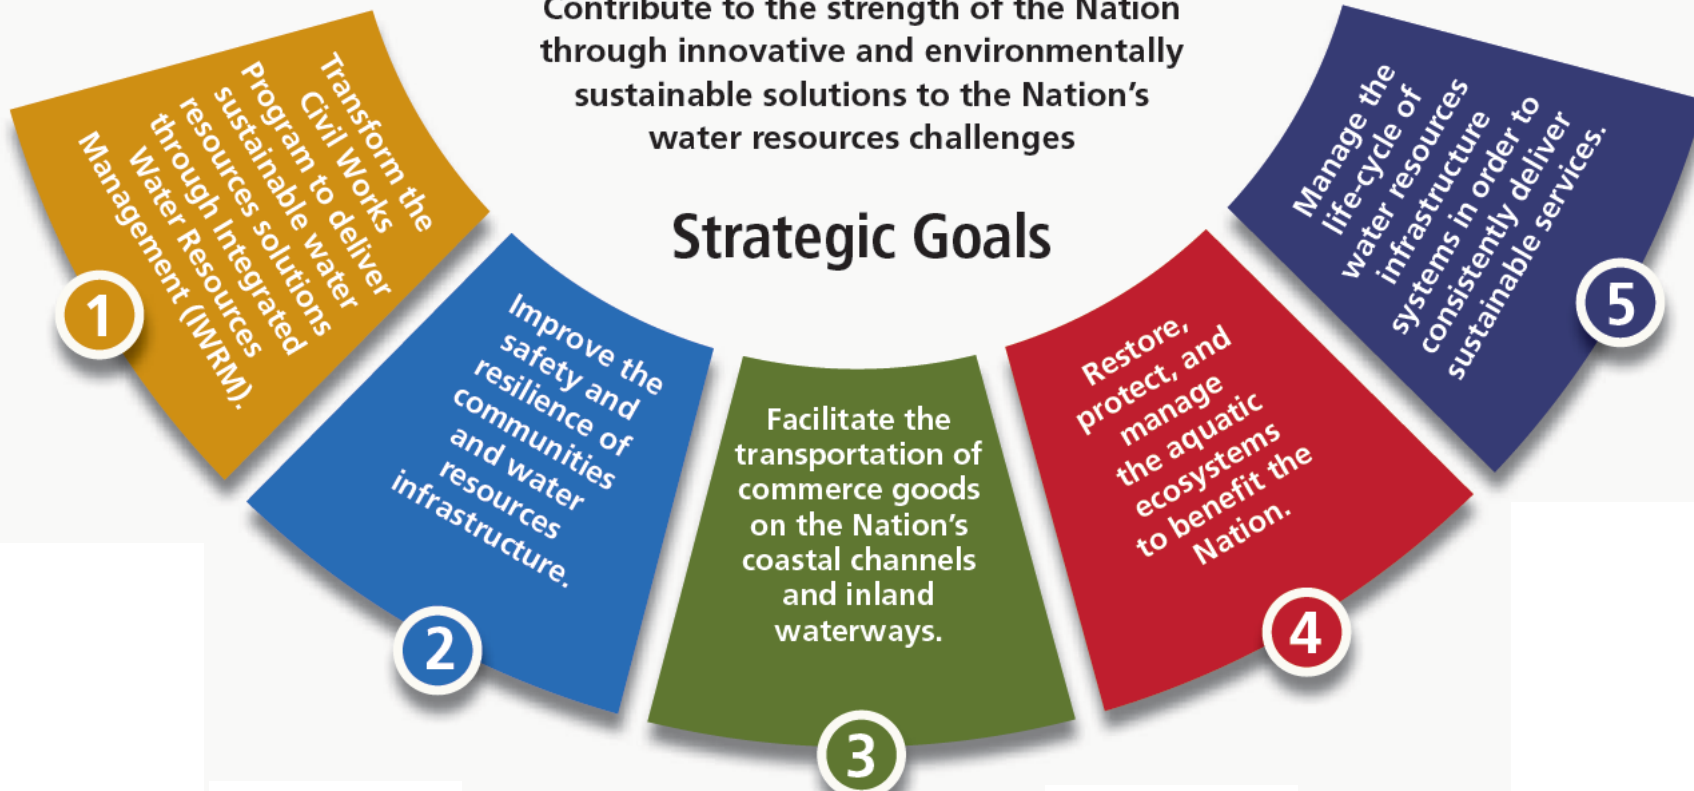 Contribute to the strength of the Nation
through innovative and environmentally
sustainable solutions to the Nation's
water resources challenges
Strategic Goals
Transform the
Civil Works
Program to deliver
sustainable water
resources solutions
through Integrated
Water Resources
Management (IWRM).
1
Improve the
safety and
resilience of
communities
and water
resources
infrastructure.
2
Facilitate the
transportation of
commerce goods
on the Nation's
coastal channels
and inland
waterways.
3
Restore,
protect, and
manage
the aquatic
ecosystems
to benefit the
Nation.
4
Manage the
life-cycle of
water resources
infrastructure
systems in order to
consistently deliver
sustainable services.
5